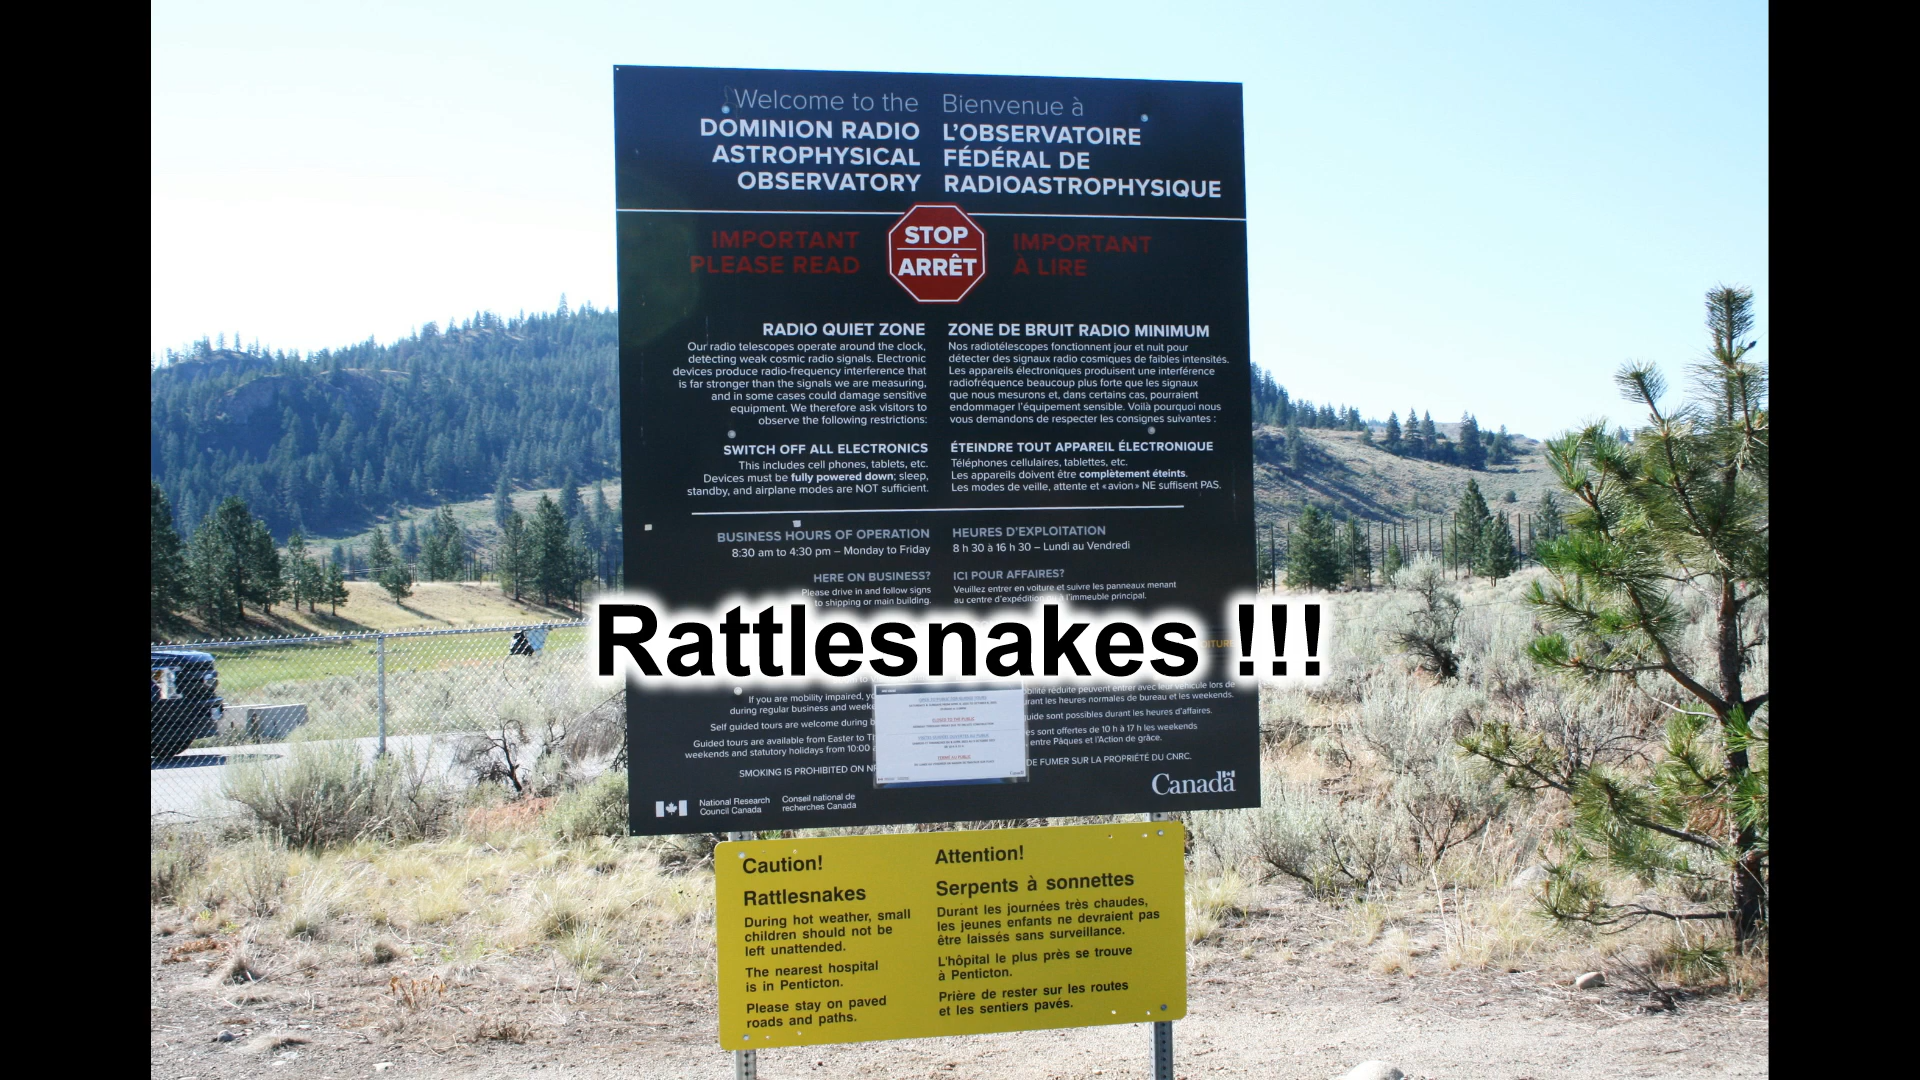 Welcome to the
DOMINION RADIO
ASTROPHYSICAL
OBSERVATORY
Bienvenue à
L'OBSERVATOIRE
FÉDÉRAL DE
RADIOASTROPHYSIQUE
IMPORTANT
PLEASE READ
STOP
ARRÊT
IMPORTANT
À LIRE
RADIO QUIET ZONE
Our radio telescopes operate around the clock,
detecting weak cosmic radio signals. Electronic
devices produce radio-frequency interference that
is far stronger than the signals we are measuring,
and in some cases could damage sensitive
equipment. We therefore ask visitors to
observe the following restrictions:
SWITCH OFF ALL ELECTRONICS
This includes cell phones, tablets, etc.
Devices must be fully powered down; sleep,
standby, and airplane modes are NOT sufficient.
ZONE DE BRUIT RADIO MINIMUM
Nos radiotélescopes fonctionnent jour et nuit pour
détecter des signaux radio cosmiques de faibles intensités.
Les appareils électroniques produisent une interférence
radiofréquence beaucoup plus forte que les signaux
que nous mesurons et, dans certains cas, pourraient
endommager l'équipement sensible. Voilà pourquoi nous
vous demandons de respecter les consignes suivantes :
ÉTEINDRE TOUT APPAREIL ÉLECTRONIQUE
Téléphones cellulaires, tablettes, etc.
Les appareils doivent être complètement éteints.
Les modes de veille, attente et «avion» NE suffisent PAS.
BUSINESS HOURS OF OPERATION
8:30 am to 4:30 pm – Monday to Friday
HERE ON BUSINESS?
Please drive in and follow signs
to shipping or main building.
HEURES D'EXPLOITATION
8 h 30 à 16 h 30 – Lundi au Vendredi
ICI POUR AFFAIRES?
Veuillez entrer en voiture et suivre les panneaux menant
au centre d'expédition à l'immeuble principal.
Rattlesnakes !!!
If you are mobility impaired,
during regular business and
Self guided tours are welcome during
Guided tours are available from Easter to
weekends and statutory holidays from 10:00
SMOKING IS PROHIBITED ON
réduite peuvent entrer avec leur véhicule lors de
les heures normales de bureau et les weekends.
sont possibles durant les heures d'affaires.
sont offertes de 10 h à 17 h les weekends
entre Pâques et l'Action de grâce.
DE FUMER SUR LA PROPRIÉTÉ DU CNRC.
National Research
Council Canada
Conseil national de
recherches Canada
Canada
Caution!
Rattlesnakes
During hot weather, small
children should not be
left unattended.
The nearest hospital
is in Penticton.
Please stay on paved
roads and paths.
Attention!
Serpents à sonnettes
Durant les journées très chaudes,
les jeunes enfants ne devraient pas
être laissés sans surveillance.
L'hôpital le plus près se trouve
à Penticton.
Prière de rester sur les routes
et les sentiers pavés.